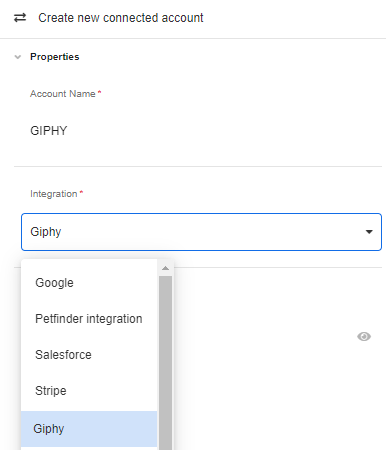 Create new connected account
Properties
Account Name *
GIPHY
Integration *
Giphy
Google
Petfinder integration
Salesforce
Stripe
Giphy